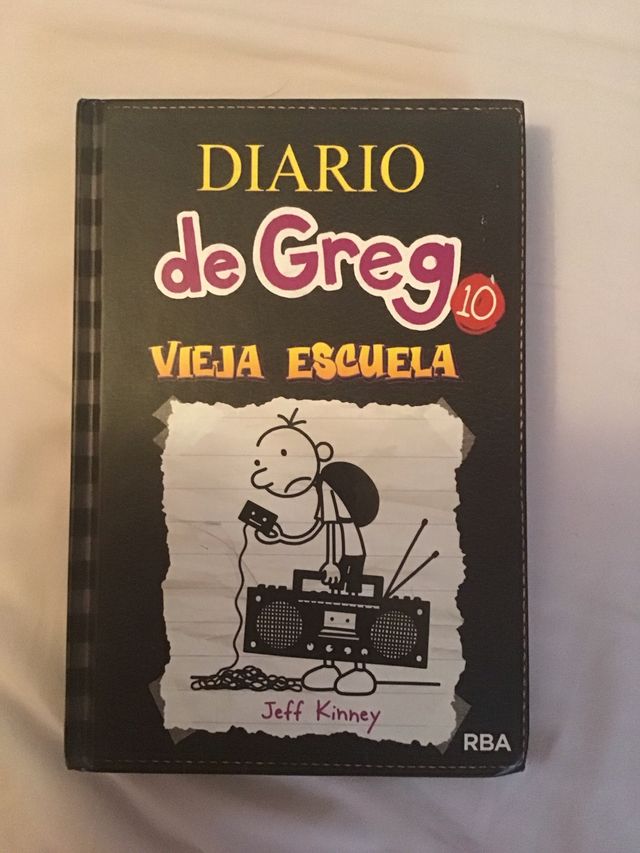 DIARIO
de Greg
10
VIEJA ESCUELA
Jeff Kinney
RBA